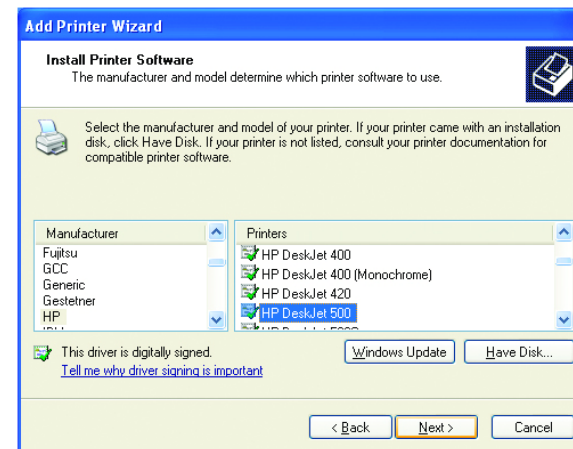 Add Printer Wizard
Install Printer Software
The manufacturer and model determine which printer software to use.
Select the manufacturer and model of your printer. If your printer came with an installation
disk, click Have Disk. If your printer is not listed, consult your printer documentation for
compatible printer software.
Manufacturer
Fujitsu
GCC
Generic
Gestetner
HP
Printers
HP DeskJet 400
HP DeskJet 400 (Monochrome)
HP DeskJet 420
HP DeskJet 500
This driver is digitally signed.
Tell me why driver signing is important
Windows Update
Have Disk...
< Back
Next >
Cancel